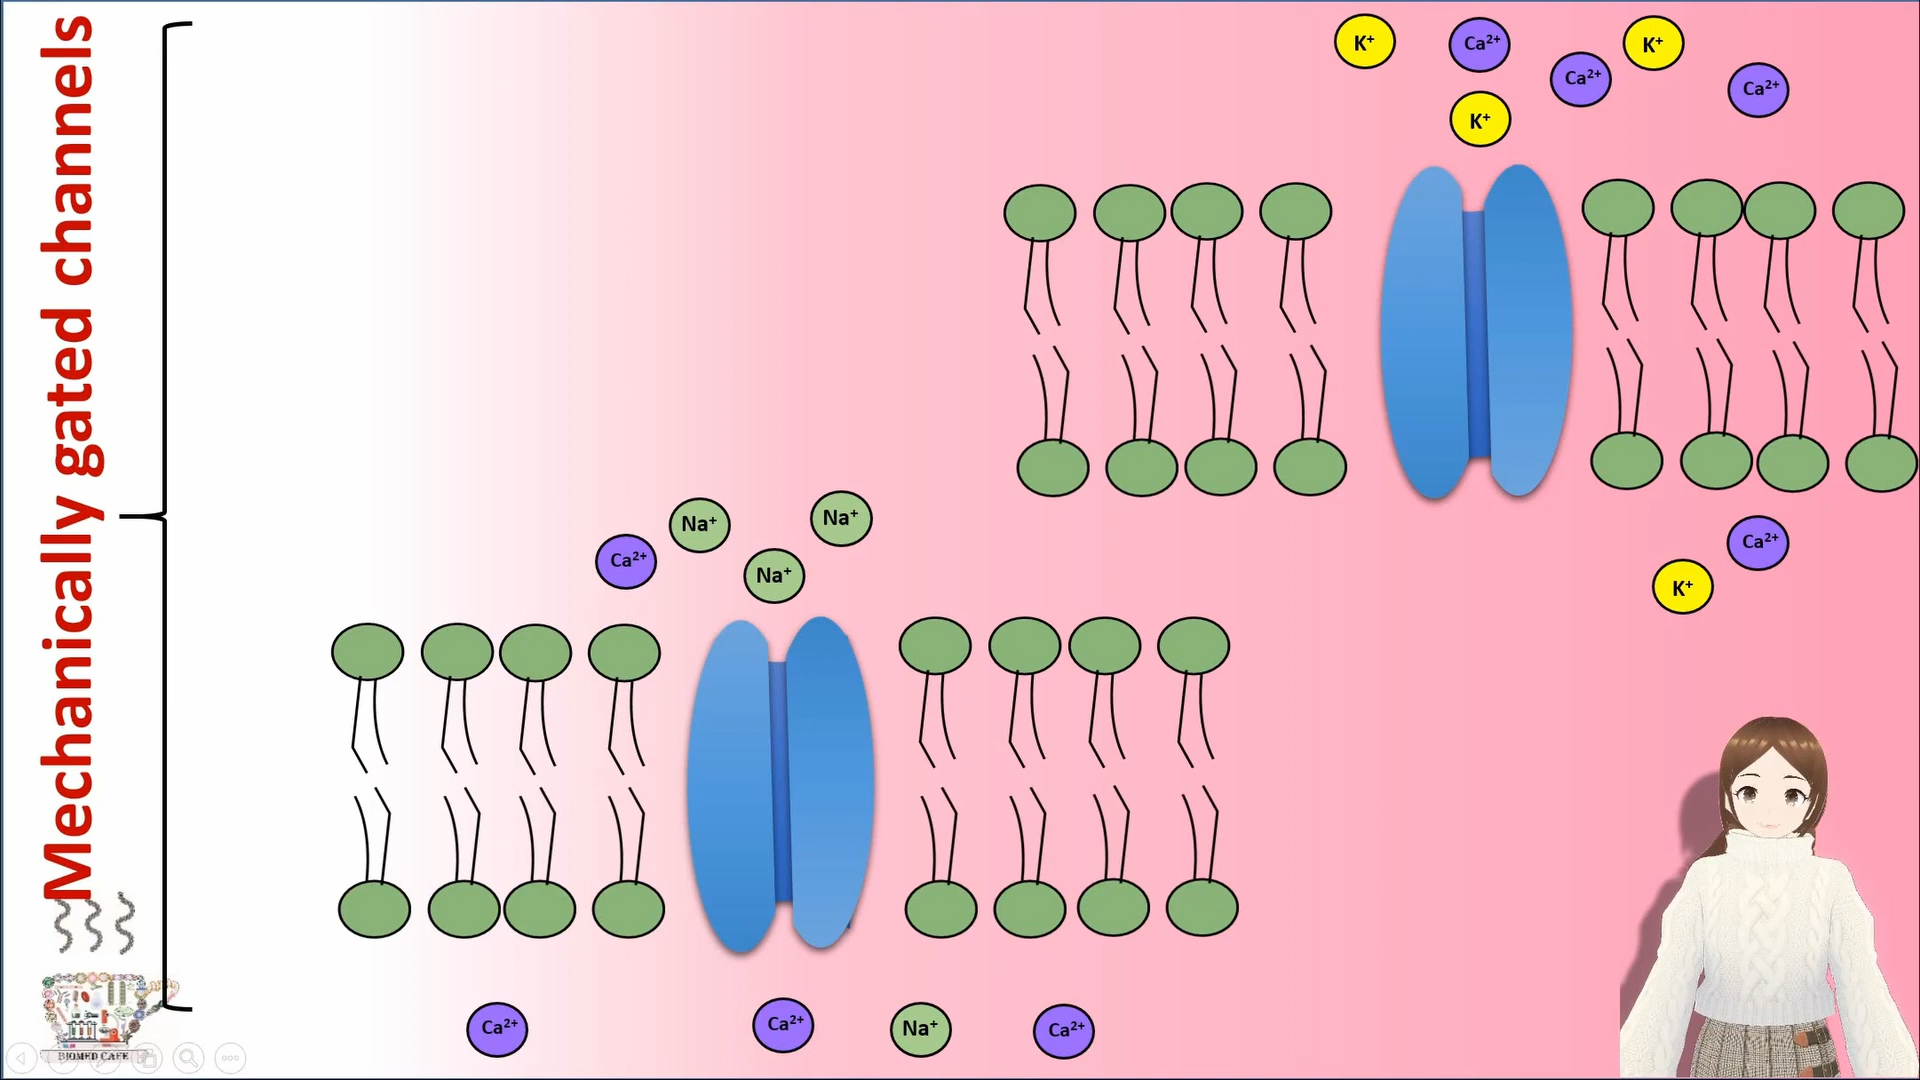 Mechanically gated channels
K⁺
Ca²⁺
K⁺
Ca²⁺
Ca²⁺
K⁺
Na⁺
Na⁺
Ca²⁺
Na⁺
Ca²⁺
K⁺
Ca²⁺
Ca²⁺
Na⁺
Ca²⁺
BIOMED CAFE